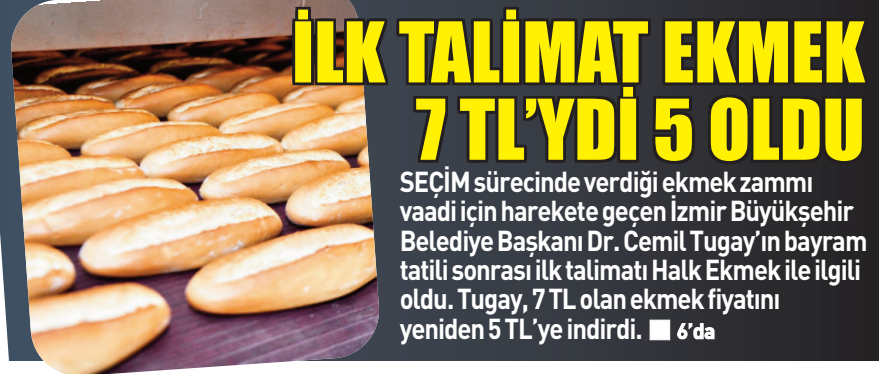 İLK TALİMAT EKMEK
7 TL'YDİ 5 OLDU
SEÇİM sürecinde verdiği ekmek zammı
vaadi için harekete geçen İzmir Büyükşehir
Belediye Başkanı Dr. Cemil Tugay'ın bayram
tatili sonrası ilk talimatı Halk Ekmek ile ilgili
oldu. Tugay, 7 TL olan ekmek fiyatını
yeniden 5 TL'ye indirdi. ■ 6'da